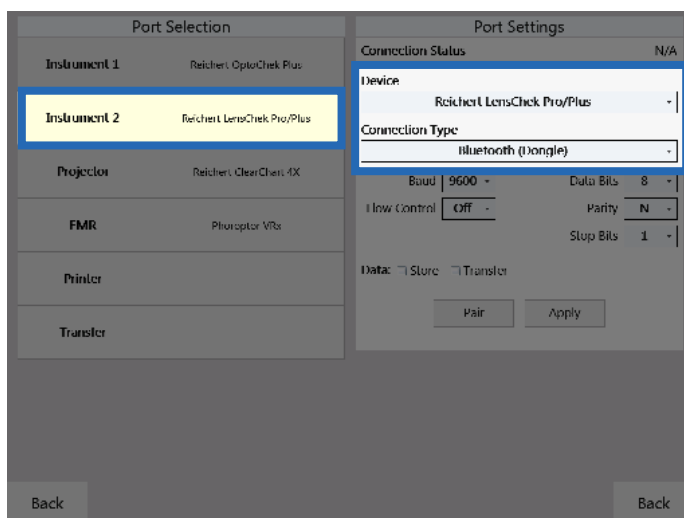 Port Selection
Instrument 1 Reichert OptoChek Plus
Instrument 2 Reichert LensChek Pro/Plus
Projector Reichert ClearChart 4X
FMR Phoroptor VRx
Printer
Transfer
Port Settings
Connection Status N/A
Device
Reichert LensChek Pro/Plus
Connection Type
Bluetooth (Dongle)
Baud 9600 Data Bits 8
Flow Control Off Parity N
Stop Bits 1
Data: Store Transfer
Pair Apply
Back Back